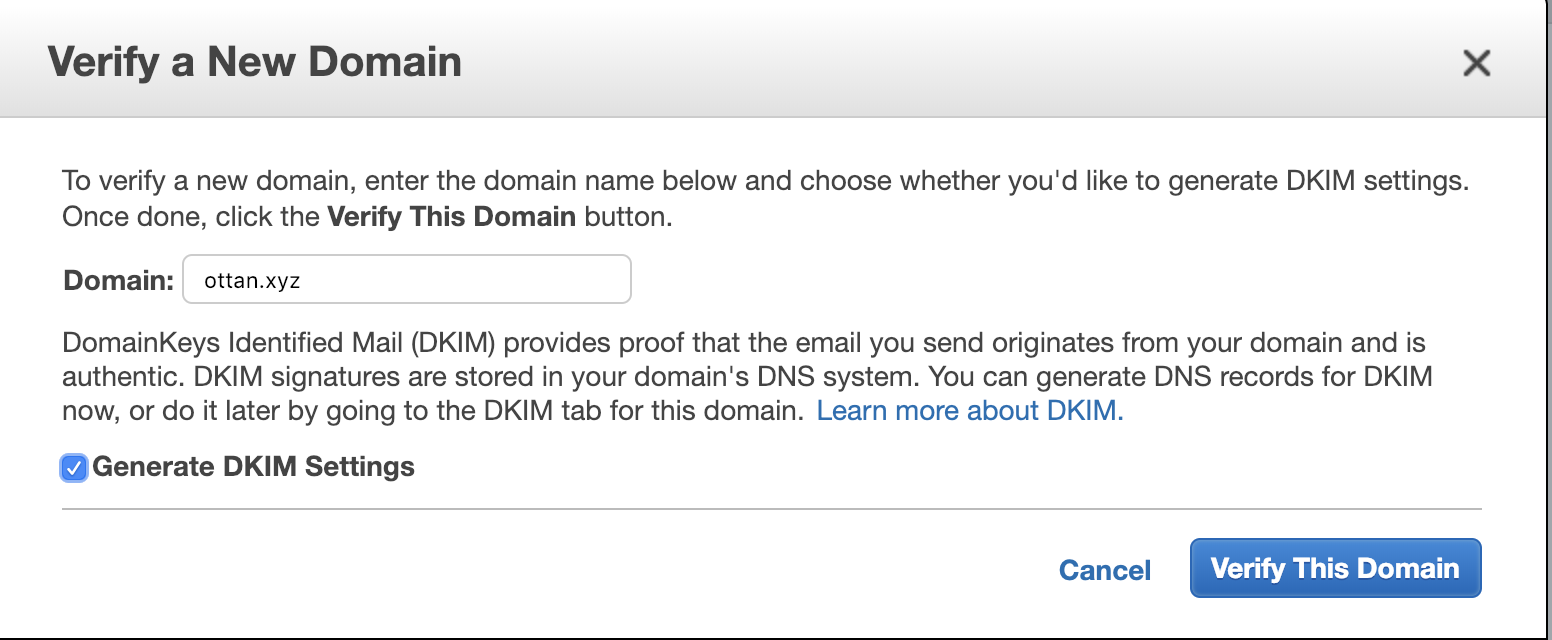 Verify a New Domain
To verify a new domain, enter the domain name below and choose whether you'd like to generate DKIM settings.
Once done, click the Verify This Domain button.
Domain: ottan.xyz
DomainKeys Identified Mail (DKIM) provides proof that the email you send originates from your domain and is
authentic. DKIM signatures are stored in your domain's DNS system. You can generate DNS records for DKIM
now, or do it later by going to the DKIM tab for this domain. Learn more about DKIM.
Generate DKIM Settings
Cancel Verify This Domain